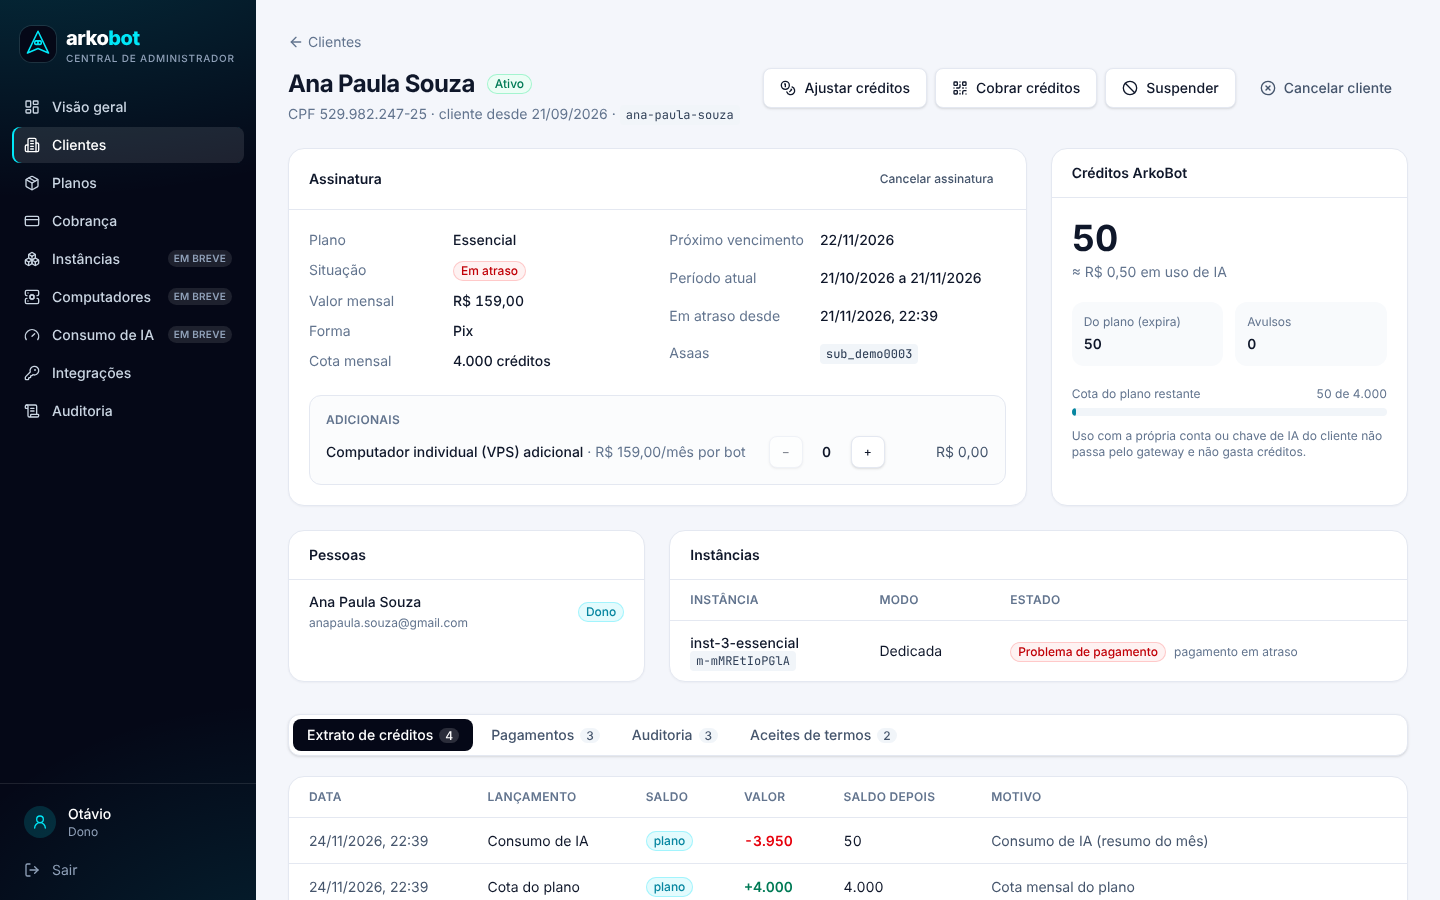 arkobot
CENTRAL DE ADMINISTRADOR
Visão geral
Clientes
Planos
Cobrança
Instâncias EM BREVE
Computadores EM BREVE
Consumo de IA EM BREVE
Integrações
Auditoria
Otávio
Dono
Sair
← Clientes
Ana Paula Souza Ativo
CPF 529.982.247-25 · cliente desde 21/09/2026 · ana-paula-souza
Ajustar créditos
Cobrar créditos
Suspender
Cancelar cliente
Assinatura
Cancelar assinatura
Plano Essencial
Situação Em atraso
Valor mensal R$ 159,00
Forma Pix
Cota mensal 4.000 créditos
Próximo vencimento 22/11/2026
Período atual 21/10/2026 a 21/11/2026
Em atraso desde 21/11/2026, 22:39
Asaas sub_demo0003
ADICIONAIS
Computador individual (VPS) adicional · R$ 159,00/mês por bot − 0 + R$ 0,00
Créditos ArkoBot
50
≈ R$ 0,50 em uso de IA
Do plano (expira)
50
Avulsos
0
Cota do plano restante 50 de 4.000
Uso com a própria conta ou chave de IA do cliente não
passa pelo gateway e não gasta créditos.
Pessoas
Ana Paula Souza
anapaula.souza@gmail.com
Dono
Instâncias
INSTÂNCIA MODO ESTADO
inst-3-essencial
m-mMREtIoPGlA
Dedicada
Problema de pagamento pagamento em atraso
Extrato de créditos 4
Pagamentos 3
Auditoria 3
Aceites de termos 2
DATA LANÇAMENTO SALDO VALOR SALDO DEPOIS MOTIVO
24/11/2026, 22:39 Consumo de IA plano -3.950 50 Consumo de IA (resumo do mês)
24/11/2026, 22:39 Cota do plano plano +4.000 4.000 Cota mensal do plano